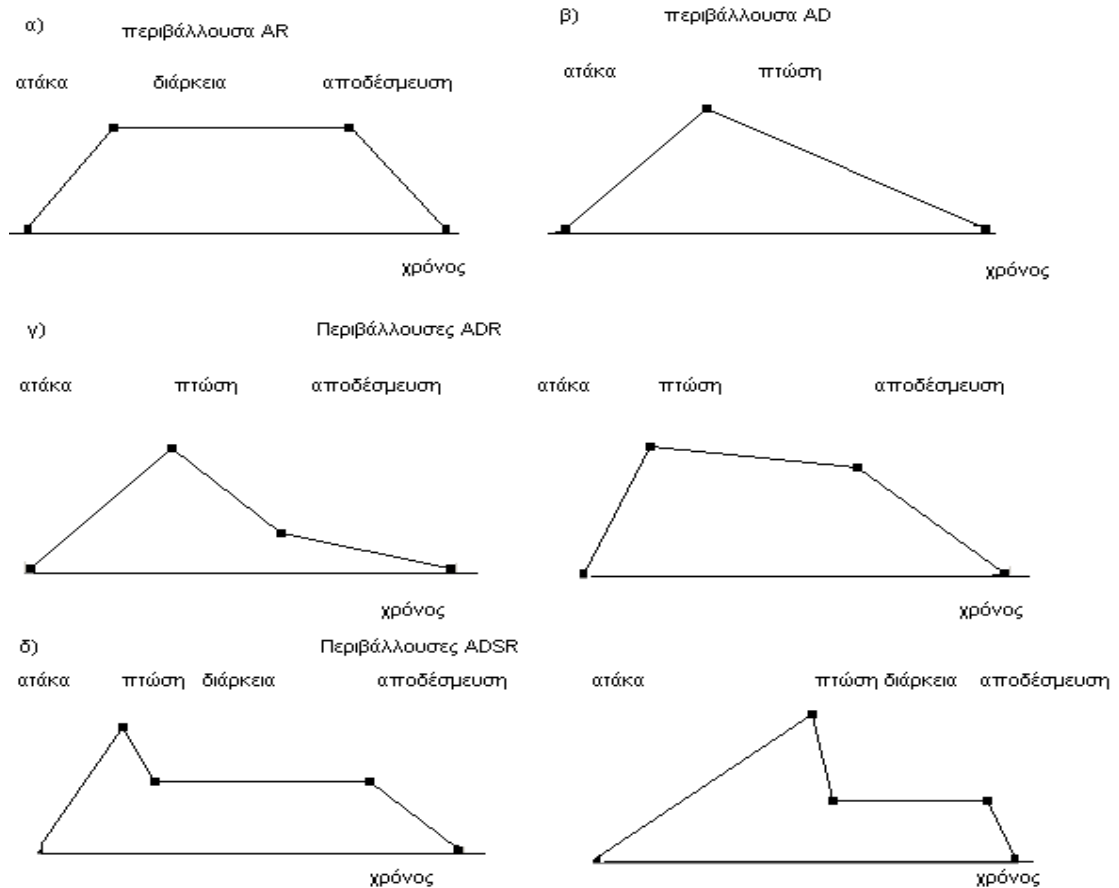 α)
περιβάλλουσα AR
ατάκα διάρκεια αποδέσμευση
χρόνος
β)
περιβάλλουσα AD
ατάκα πτώση
χρόνος
γ) Περιβάλλουσες ADR
ατάκα πτώση αποδέσμευση
χρόνος
ατάκα πτώση αποδέσμευση
χρόνος
δ) Περιβάλλουσες ADSR
ατάκα πτώση διάρκεια αποδέσμευση
χρόνος
ατάκα πτώση διάρκεια αποδέσμευση
χρόνος